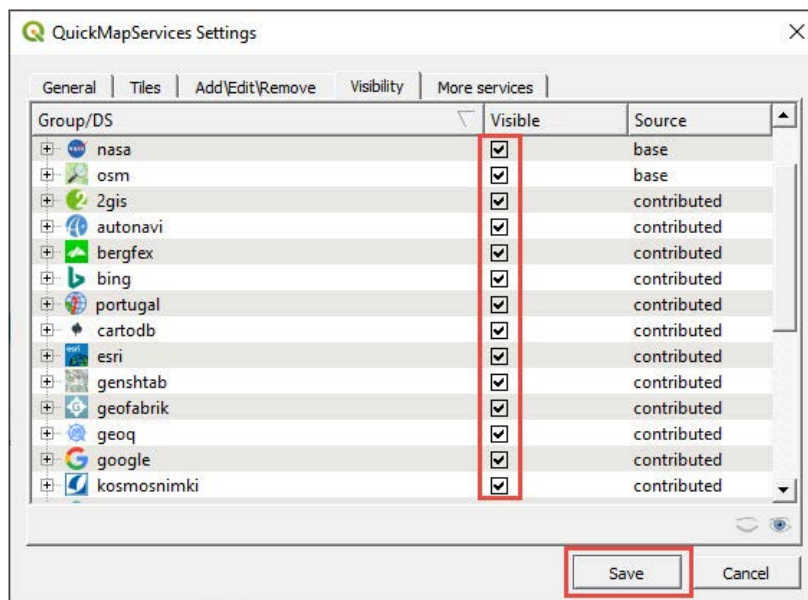 QuickMapServices Settings
General Tiles Add\Edit\Remove Visibility More services
Group/DS Visible Source
nasa base
osm base
2gis contributed
autonavi contributed
bergfex contributed
bing contributed
portugal contributed
cartodb contributed
esri contributed
genshtab contributed
geofabrik contributed
geoq contributed
google contributed
kosmosnimki contributed
Save Cancel